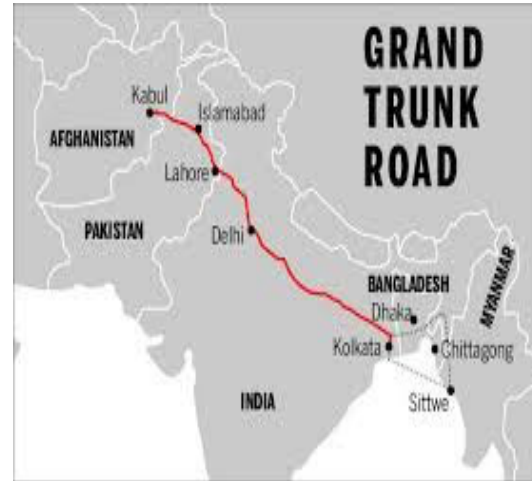 GRAND
TRUNK
ROAD
Kabul
Islamabad
AFGHANISTAN
Lahore
PAKISTAN
Delhi
BANGLADESH
MYANMAR
Dhaka
Kolkata
Chittagong
INDIA
Sittwe